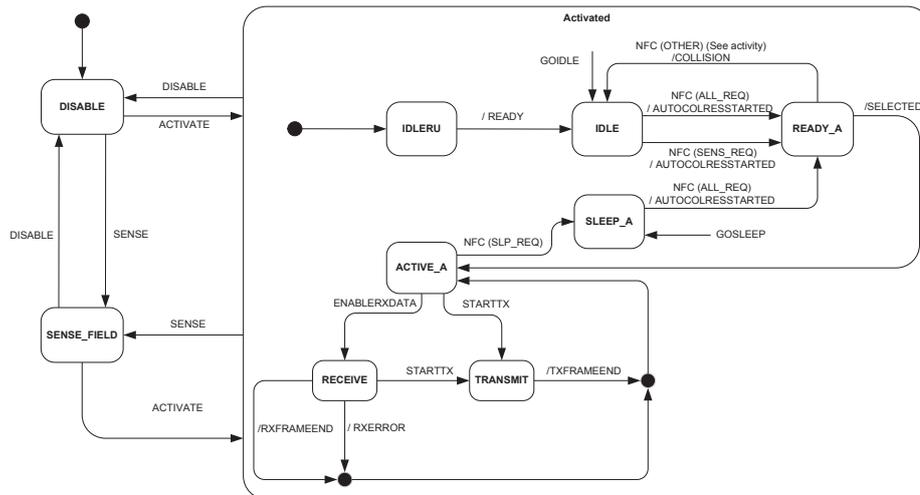 Activated
NFC (OTHER) (See activity)
/COLLISION
GOIDLE
DISABLE
DISABLE
ACTIVATE
NFC (ALL_REQ)
/ AUTOCOLRESSTARTED
/SELECTED
IDLERU
/ READY
IDLE
READY_A
NFC (SENS_REQ)
/ AUTOCOLRESSTARTED
NFC (ALL_REQ)
/ AUTOCOLRESSTARTED
SLEEP_A
DISABLE
SENSE
NFC (SLP_REQ)
GOSLEEP
ACTIVE_A
ENABLERXDATA
STARTTX
SENSE_FIELD
SENSE
RECEIVE
STARTTX
TRANSMIT
/TXFRAMEEND
ACTIVATE
/RXFRAMEEND
/ RXERROR